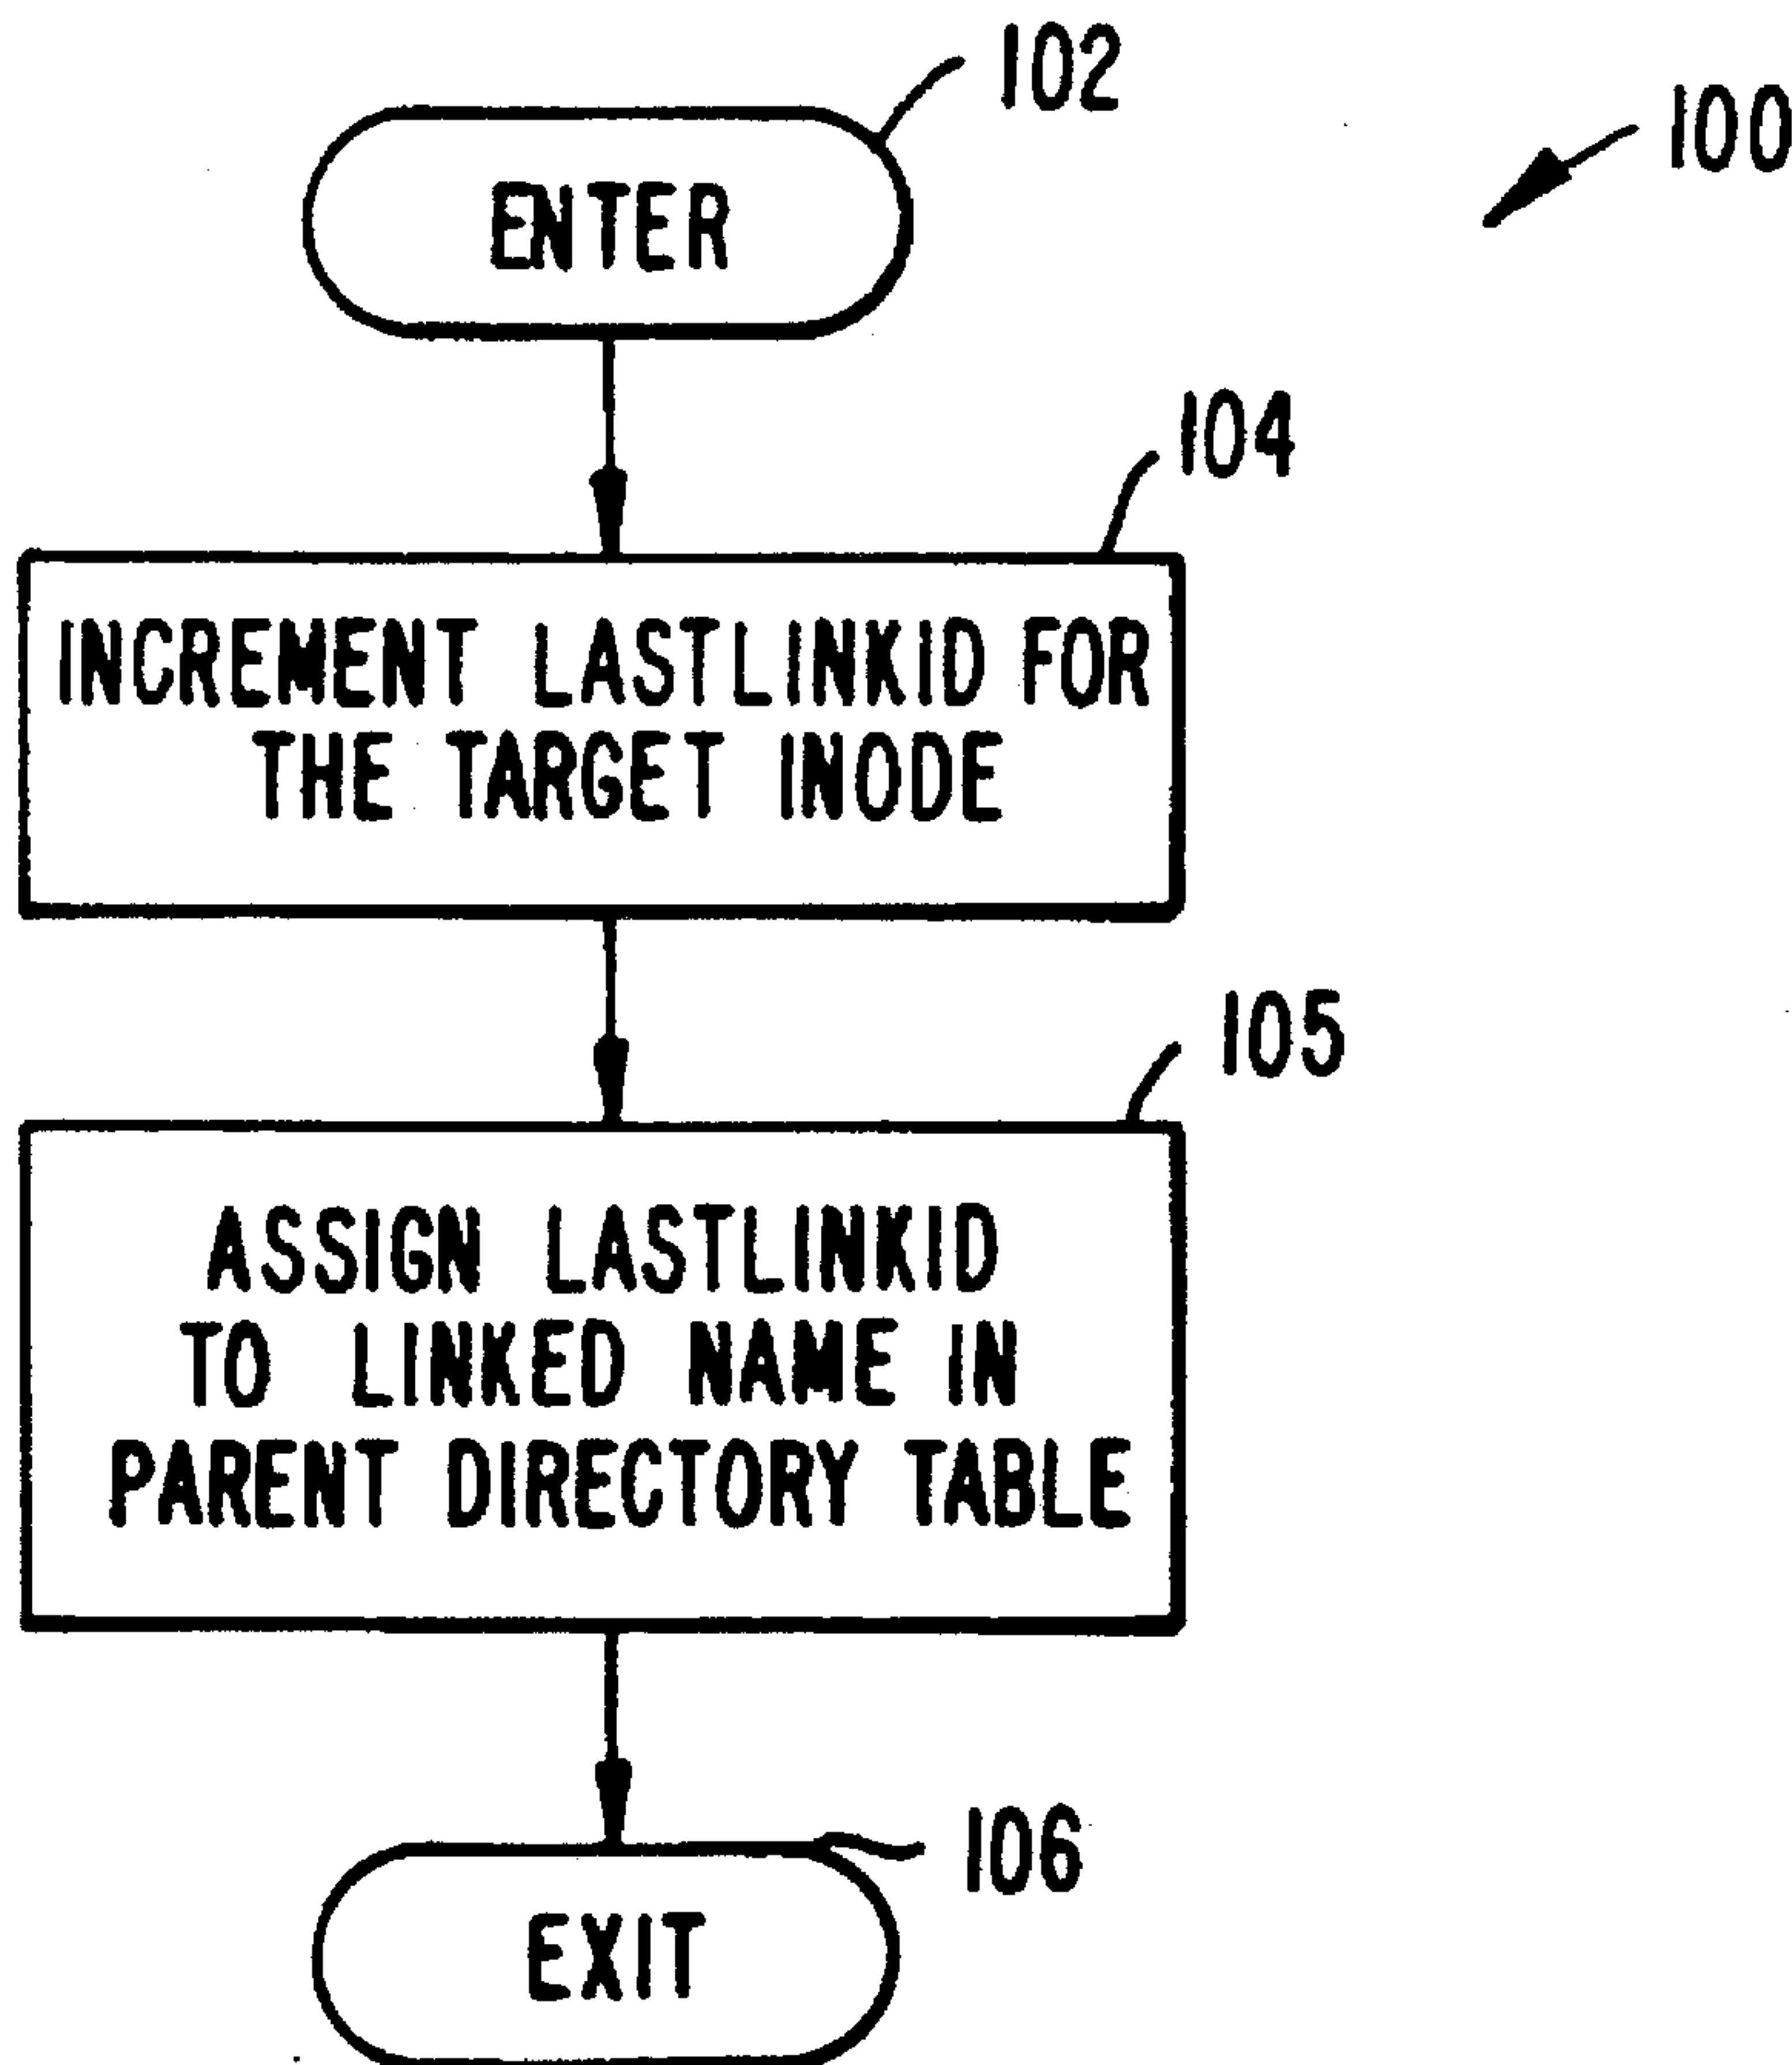 102
100
ENTER
104
INCREMENT LASTLINKID FOR
THE TARGET INODE
105
ASSIGN LASTLINKID
TO LINKED NAME IN
PARENT DIRECTORY TABLE
106
EXIT